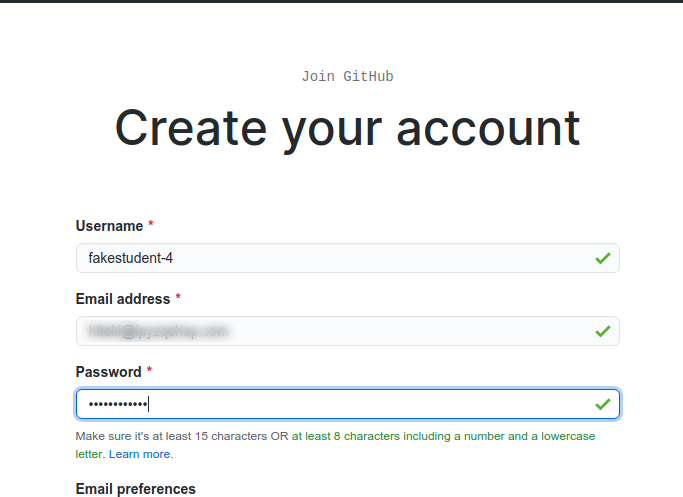 Join GitHub
Create your account
Username *
fakestudent-4
Email address *
Password *
••••••••••••
Make sure it's at least 15 characters OR at least 8 characters including a number and a lowercase
letter. Learn more.
Email preferences